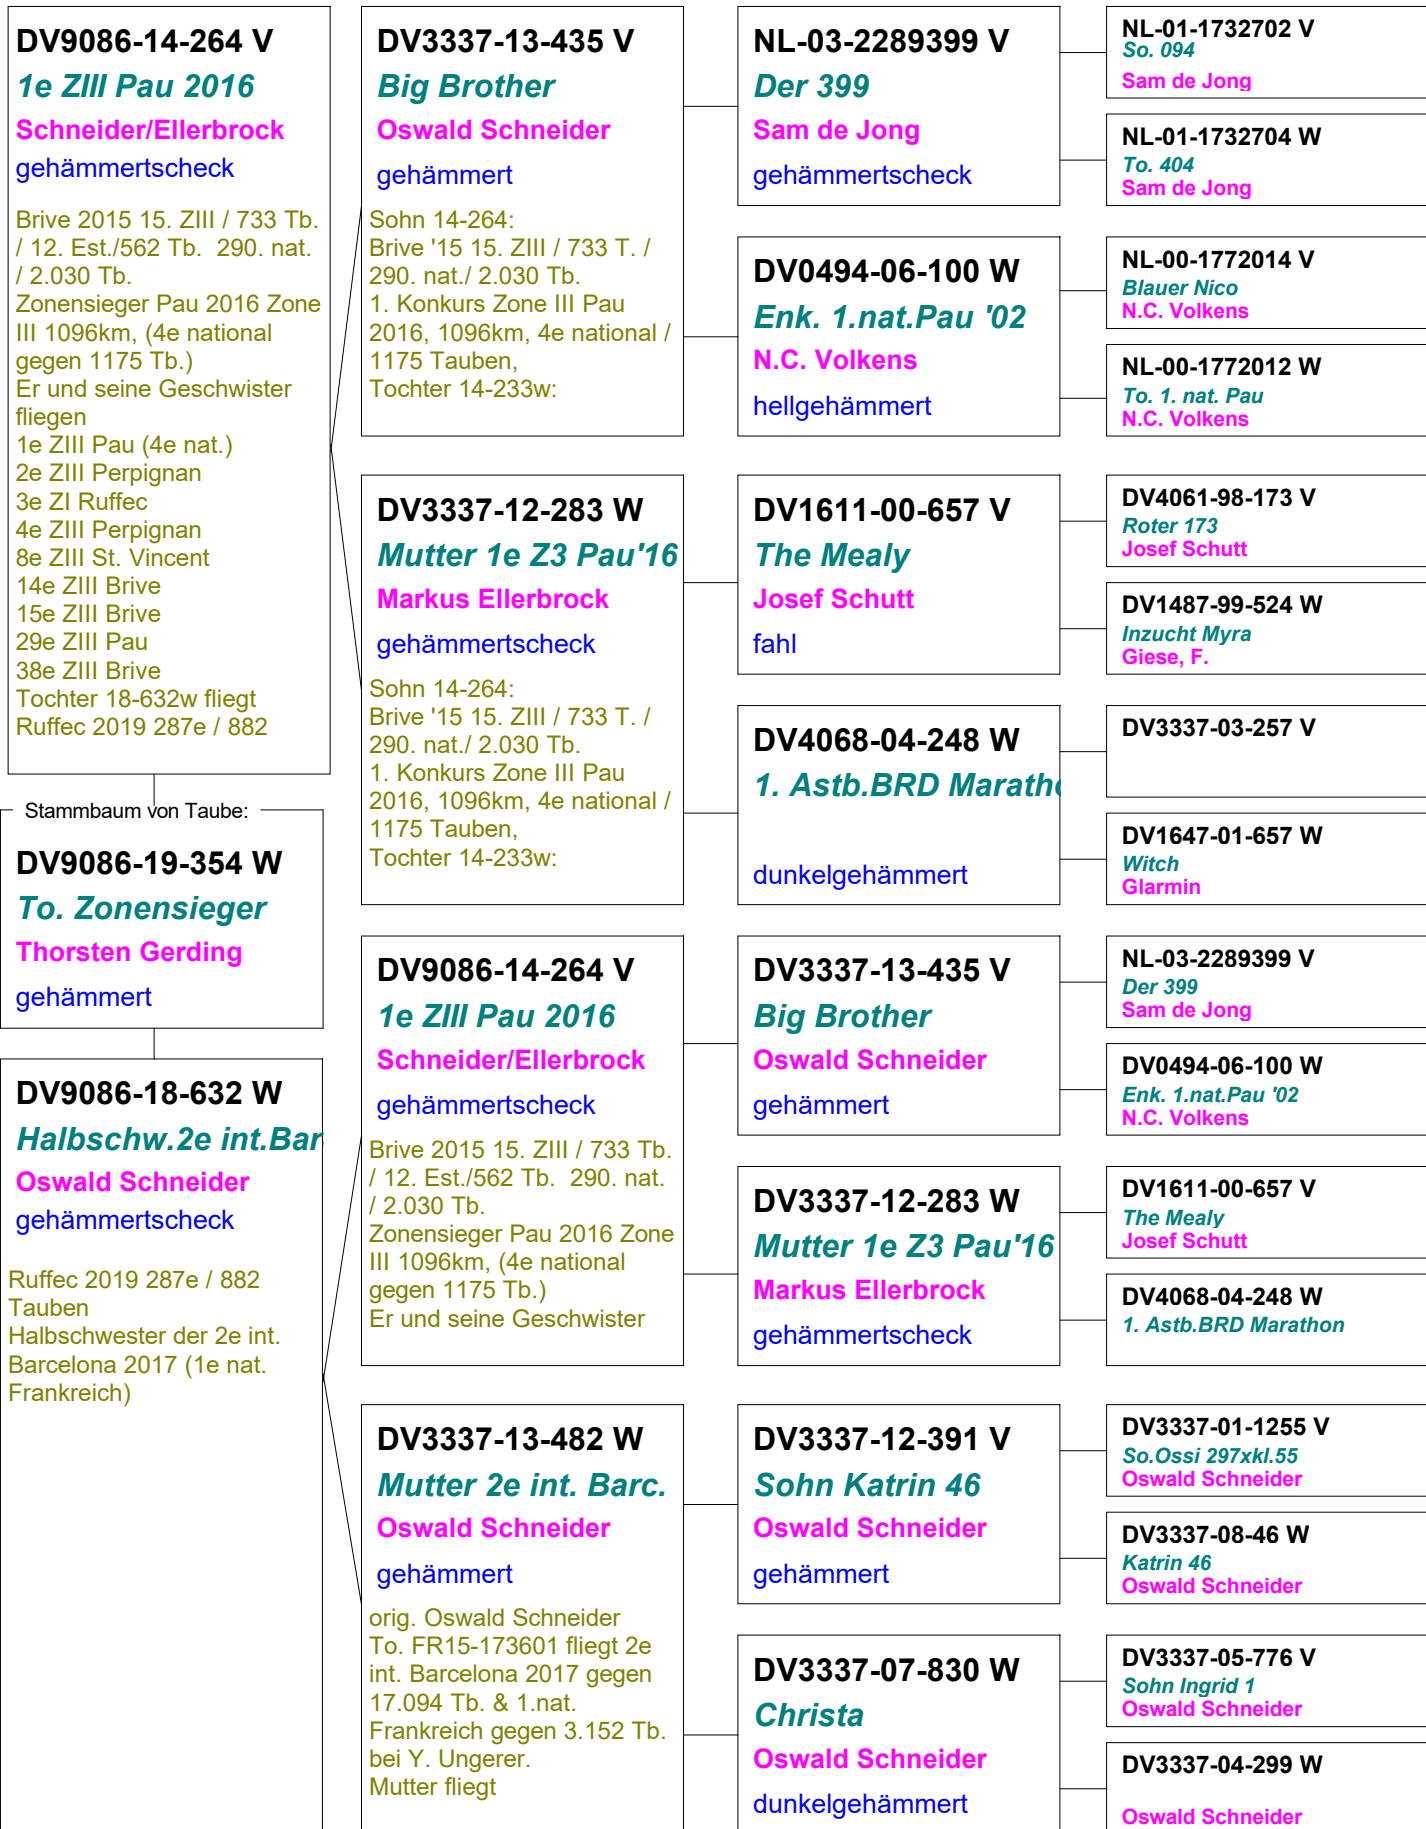 DV9086-14-264 V
1e ZIII Pau 2016
Schneider/Ellerbrock
gehämmertscheck
Brive 2015 15. ZIII / 733 Tb.
/ 12. Est./562 Tb.  290. nat.
/ 2.030 Tb.
Zonensieger Pau 2016 Zone
III 1096km, (4e national
gegen 1175 Tb.)
Er und seine Geschwister
fliegen
1e ZIII Pau (4e nat.)
2e ZIII Perpignan
3e ZI Ruffec
4e ZIII Perpignan
8e ZIII St. Vincent
14e ZIII Brive
15e ZIII Brive
29e ZIII Pau
38e ZIII Brive
Tochter 18-632w fliegt
Ruffec 2019 287e / 882
Stammbaum von Taube:
DV9086-19-354 W
To. Zonensieger
Thorsten Gerding
gehämmert
DV9086-18-632 W
Halbschw.2e int.Bar
Oswald Schneider
gehämmertscheck
Ruffec 2019 287e / 882
Tauben
Halbschwester der 2e int.
Barcelona 2017 (1e nat.
Frankreich)
DV3337-13-435 V
Big Brother
Oswald Schneider
gehämmert
Sohn 14-264:
Brive '15 15. ZIII / 733 T. /
290. nat./ 2.030 Tb.
1. Konkurs Zone III Pau
2016, 1096km, 4e national /
1175 Tauben,
Tochter 14-233w:
DV3337-12-283 W
Mutter 1e Z3 Pau'16
Markus Ellerbrock
gehämmertscheck
Sohn 14-264:
Brive '15 15. ZIII / 733 T. /
290. nat./ 2.030 Tb.
1. Konkurs Zone III Pau
2016, 1096km, 4e national /
1175 Tauben,
Tochter 14-233w:
DV9086-14-264 V
1e ZIII Pau 2016
Schneider/Ellerbrock
gehämmertscheck
Brive 2015 15. ZIII / 733 Tb.
/ 12. Est./562 Tb.  290. nat.
/ 2.030 Tb.
Zonensieger Pau 2016 Zone
III 1096km, (4e national
gegen 1175 Tb.)
Er und seine Geschwister
DV3337-13-482 W
Mutter 2e int. Barc.
Oswald Schneider
gehämmert
orig. Oswald Schneider
To. FR15-173601 fliegt 2e
int. Barcelona 2017 gegen
17.094 Tb. & 1.nat.
Frankreich gegen 3.152 Tb.
bei Y. Ungerer.
Mutter fliegt
NL-03-2289399 V
Der 399
Sam de Jong
gehämmertscheck
DV0494-06-100 W
Enk. 1.nat.Pau '02
N.C. Volkens
hellgehämmert
DV1611-00-657 V
The Mealy
Josef Schutt
fahl
DV4068-04-248 W
1. Astb.BRD Maratho
dunkelgehämmert
DV3337-13-435 V
Big Brother
Oswald Schneider
gehämmert
DV3337-12-283 W
Mutter 1e Z3 Pau'16
Markus Ellerbrock
gehämmertscheck
DV3337-12-391 V
Sohn Katrin 46
Oswald Schneider
gehämmert
DV3337-07-830 W
Christa
Oswald Schneider
dunkelgehämmert
NL-01-1732702 V
So. 094
Sam de Jong
NL-01-1732704 W
To. 404
Sam de Jong
NL-00-1772014 V
Blauer Nico
N.C. Volkens
NL-00-1772012 W
To. 1. nat. Pau
N.C. Volkens
DV4061-98-173 V
Roter 173
Josef Schutt
DV1487-99-524 W
Inzucht Myra
Giese, F.
DV3337-03-257 V
DV1647-01-657 W
Witch
Glarmin
NL-03-2289399 V
Der 399
Sam de Jong
DV0494-06-100 W
Enk. 1.nat.Pau '02
N.C. Volkens
DV1611-00-657 V
The Mealy
Josef Schutt
DV4068-04-248 W
1. Astb.BRD Marathon
DV3337-01-1255 V
So.Ossi 297xkl.55
Oswald Schneider
DV3337-08-46 W
Katrin 46
Oswald Schneider
DV3337-05-776 V
Sohn Ingrid 1
Oswald Schneider
DV3337-04-299 W
Oswald Schneider